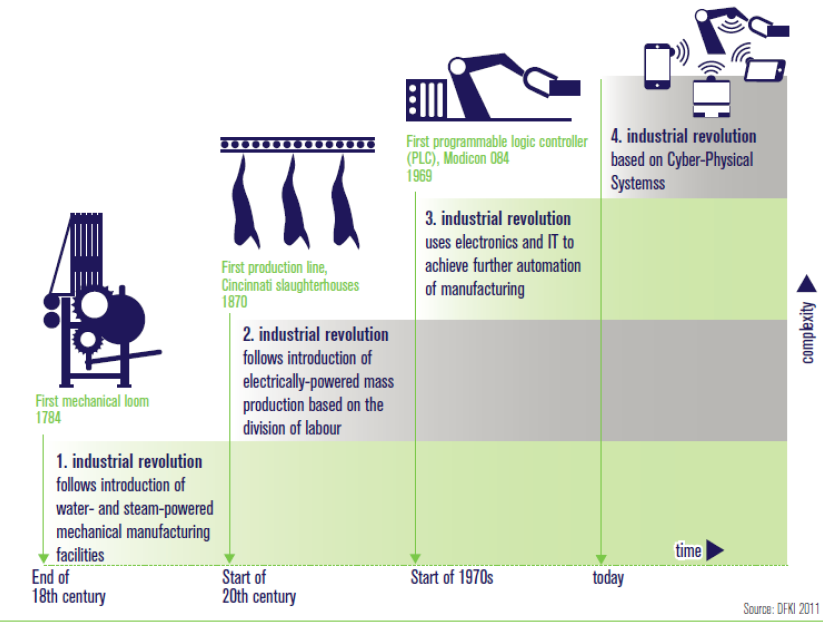 First mechanical loom
1784
1. industrial revolution
follows introduction of
water- and steam-powered
mechanical manufacturing
facilities
End of
18th century
First production line,
Cincinnati slaughterhouses
1870
2. industrial revolution
follows introduction of
electrically-powered mass
production based on the
division of labour
Start of
20th century
First programmable logic controller
(PLC), Modicon 084
1969
3. industrial revolution
uses electronics and IT to
achieve further automation
of manufacturing
Start of 1970s
4. industrial revolution
based on Cyber-Physical
Systemss
today
complexity
time
Source: DFKI 2011